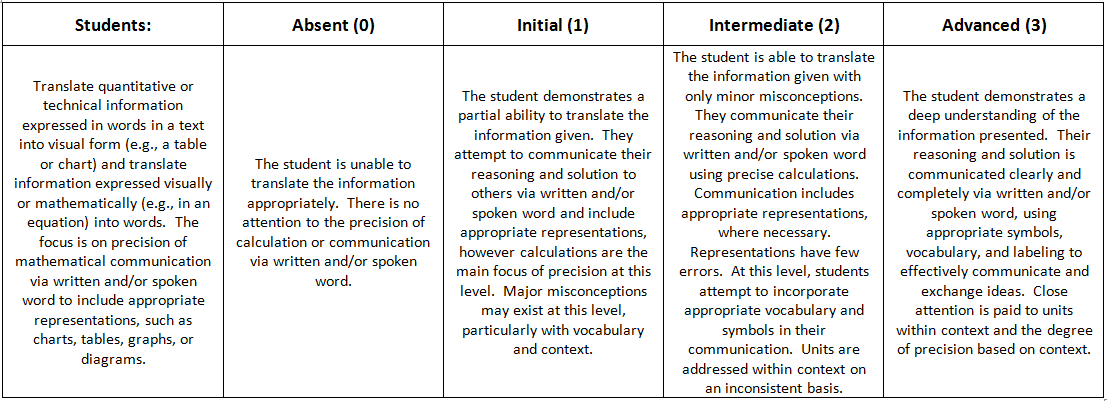 Students:
Absent (0)
Initial (1)
Intermediate (2)
Advanced (3)
Translate quantitative or
technical information
expressed in words in a text
into visual form (e.g., a table
or chart) and translate
information expressed visually
or mathematically (e.g., in an
equation) into words.  The
focus is on precision of
mathematical communication
via written and/or spoken
word to include appropriate
representations, such as
charts, tables, graphs, or
diagrams.
The student is unable to
translate the information
appropriately.  There is no
attention to the precision of
calculation or communication
via written and/or spoken
word.
The student demonstrates a
partial ability to translate the
information given.  They
attempt to communicate their
reasoning and solution to
others via written and/or
spoken word and include
appropriate representations,
however calculations are the
main focus of precision at this
level.  Major misconceptions
may exist at this level,
particularly with vocabulary
and context.
The student is able to translate
the information given with
only minor misconceptions.
They communicate their
reasoning and solution via
written and/or spoken word
using precise calculations.
Communication includes
appropriate representations,
where necessary.
Representations have few
errors.  At this level, students
attempt to incorporate
appropriate vocabulary and
symbols in their
communication.  Units are
addressed within context on
an inconsistent basis.
The student demonstrates a
deep understanding of the
information presented.  Their
reasoning and solution is
communicated clearly and
completely via written and/or
spoken word, using
appropriate symbols,
vocabulary, and labeling to
effectively communicate and
exchange ideas.  Close
attention is paid to units
within context and the degree
of precision based on context.